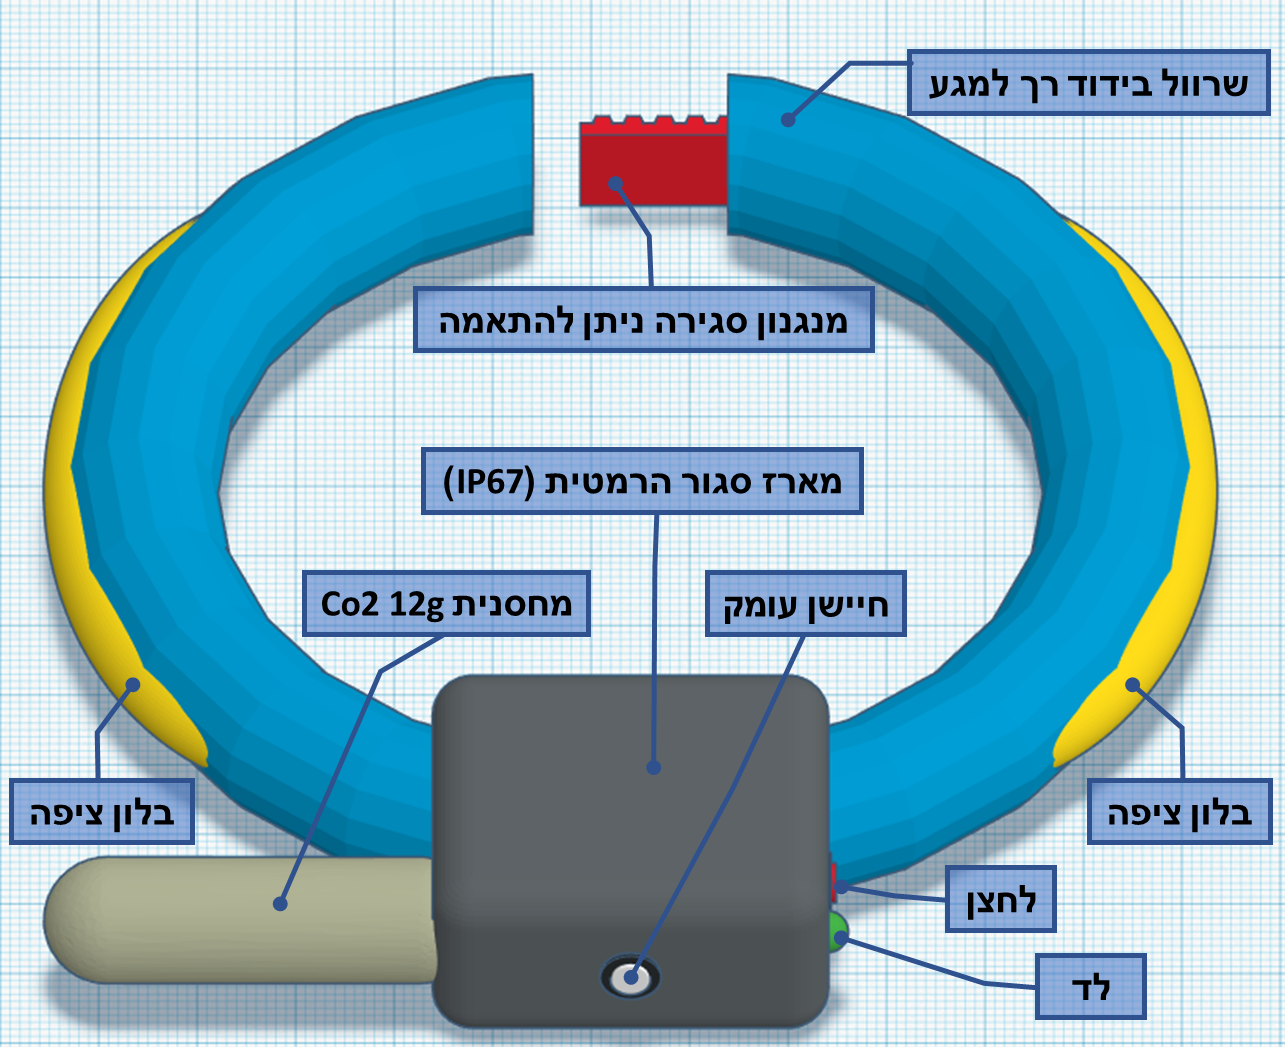 שרוול בידוד רך למגע
מנגנון סגירה ניתן להתאמה
מארז סגור הרמטית (IP67)
מחסנית Co2 12g
חיישן עומק
בלון ציפה
בלון ציפה
לחצן
לד